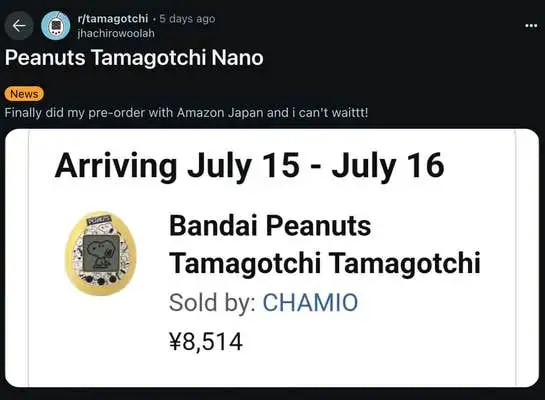 r/tamagotchi • 5 days ago
jhachirowoolah
Peanuts Tamagotchi Nano
News
Finally did my pre-order with Amazon Japan and i can't waittt!
Arriving July 15 - July 16
PEANUTS
Bandai Peanuts
Tamagotchi Tamagotchi
Sold by: CHAMIO
¥8,514